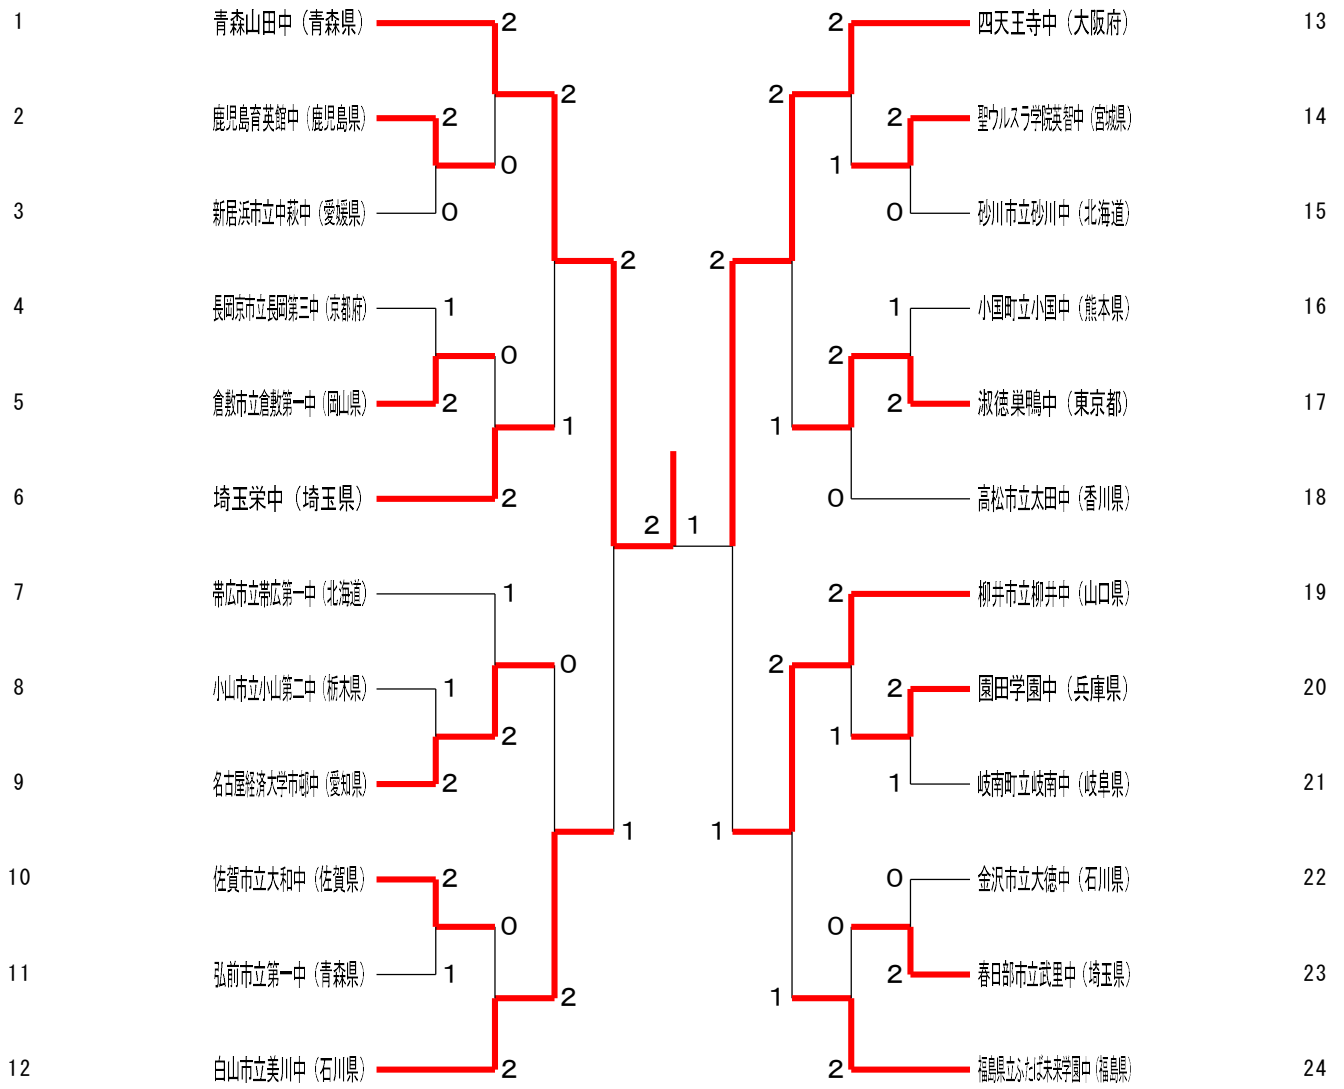 1 青森山田中（青森県） 2 2 四天王寺中（大阪府） 13
2 2
2 鹿児島育英館中（鹿児島県） 2 2 聖ウルスラ学院英智中（宮城県） 14
0 1
3 新居浜市立中萩中（愛媛県） 0 0 砂川市立砂川中（北海道） 15
2 2
4 長岡京市立長岡第三中（京都府） 1 1 小国町立小国中（熊本県） 16
0 2
5 倉敷市立倉敷第一中（岡山県） 2 2 淑徳巣鴨中（東京都） 17
1 1
6 埼玉栄中（埼玉県） 2 0 高松市立太田中（香川県） 18
2 1
7 帯広市立帯広第一中（北海道） 1 2 柳井市立柳井中（山口県） 19
0 2
8 小山市立小山第二中（栃木県） 1 2 園田学園中（兵庫県） 20
2 1
9 名古屋経済大学市邨中（愛知県） 2 1 岐南町立岐南中（岐阜県） 21
1 1
10 佐賀市立大和中（佐賀県） 2 0 金沢市立大徳中（石川県） 22
0 0
11 弘前市立第一中（青森県） 1 2 春日部市立武里中（埼玉県） 23
2 1
12 白山市立美川中（石川県） 2 2 福島県立ふたば未来学園中（福島県） 24